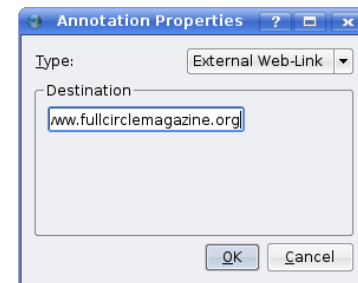 Annotation Properties ?
Type: External Web-Link
Destination
ww.fullcirclemagazine.org
OK Cancel